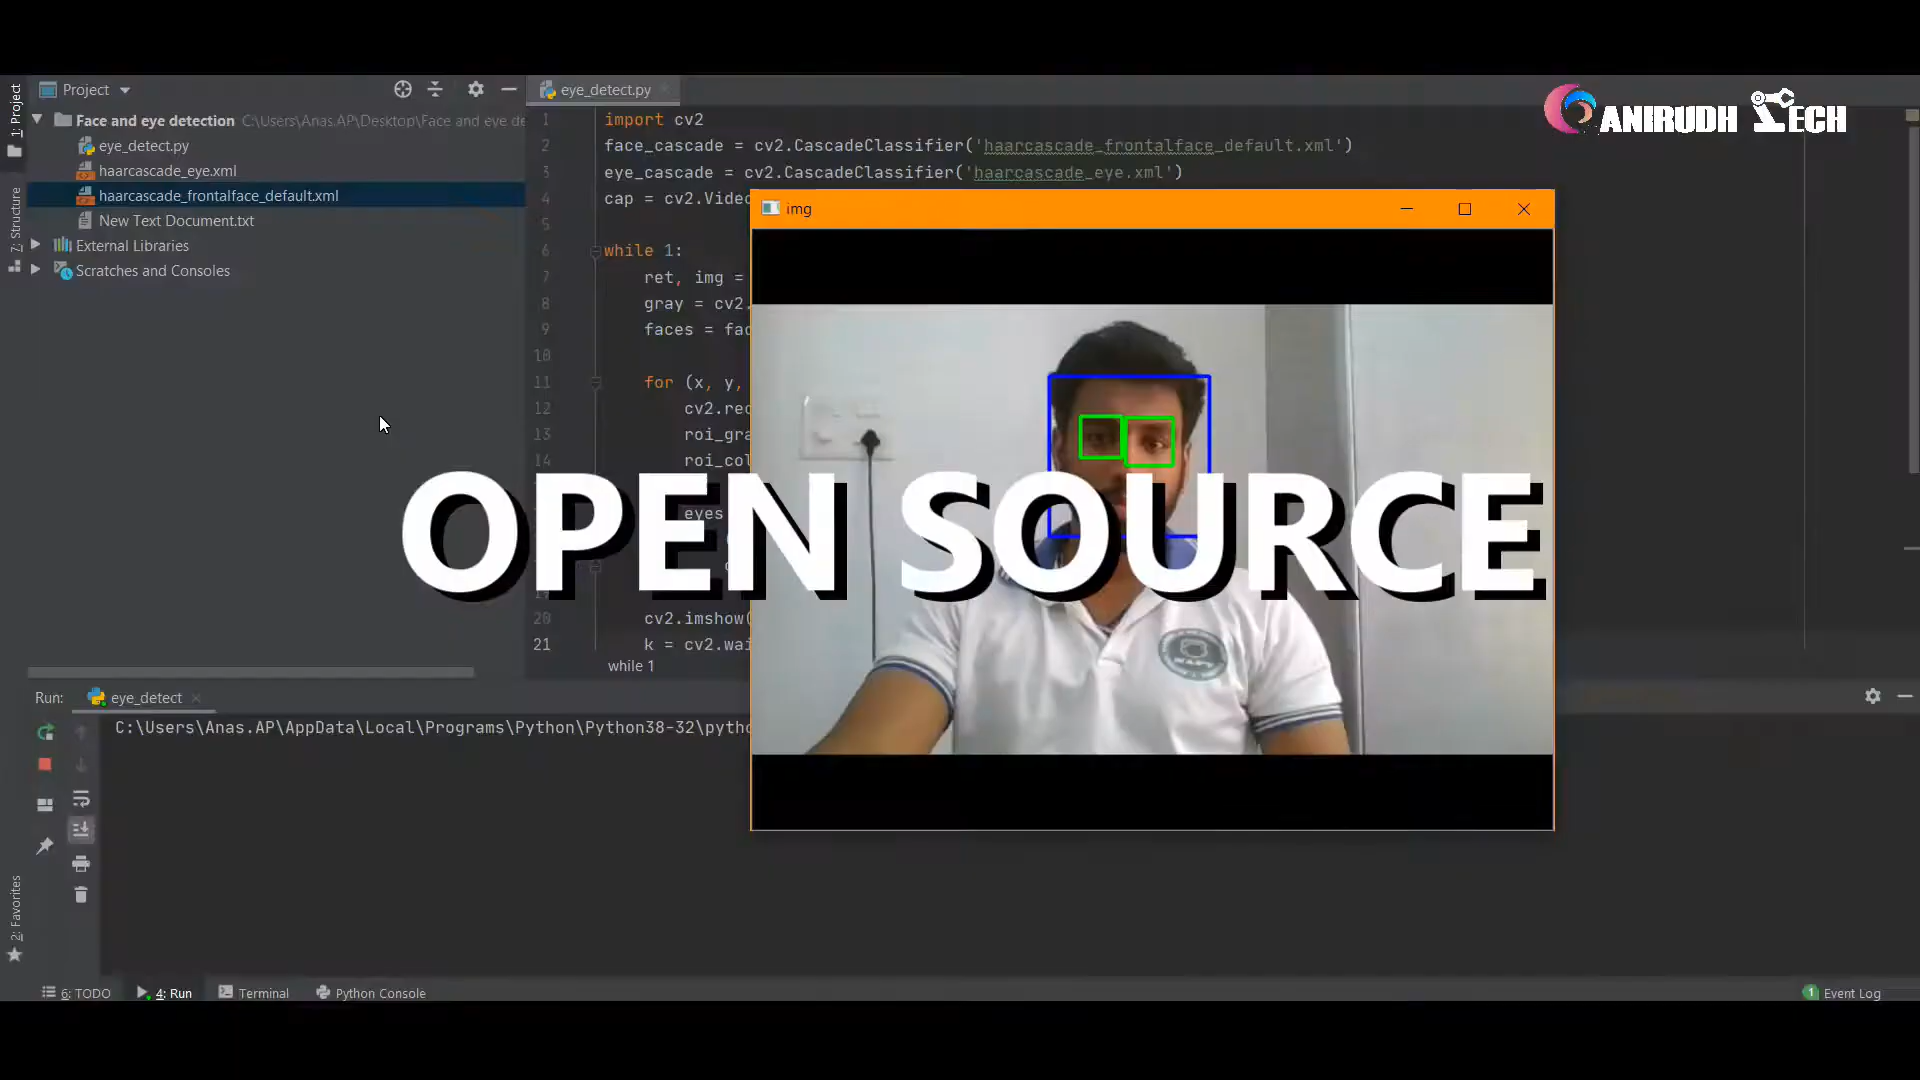 1: Project
Project
eye_detect.py
ANIRUDH TECH
Face and eye detection C:\Users\Anas.AP\Desktop\Face and eye de
eye_detect.py
haarcascade_eye.xml
haarcascade_frontalface_default.xml
New Text Document.txt
External Libraries
Scratches and Consoles
7: Structure
1 import cv2
2 face_cascade = cv2.CascadeClassifier('haarcascade_frontalface_default.xml')
3 eye_cascade = cv2.CascadeClassifier('haarcascade_eye.xml')
4 cap = cv2.Videc
5
6 while 1:
7 ret, img =
8 gray = cv2.
9 faces = fac
10
11 for (x, y,
12 cv2.rec
13 roi_gra
14 roi_col
eyes
20 cv2.imshow(
21 k = cv2.wai
while 1
img
OPEN SOURCE
Run: eye_detect
C:\Users\Anas.AP\AppData\Local\Programs\Python\Python38-32\pytho
2: Favorites
6: TODO
4: Run
Terminal
Python Console
1 Event Log